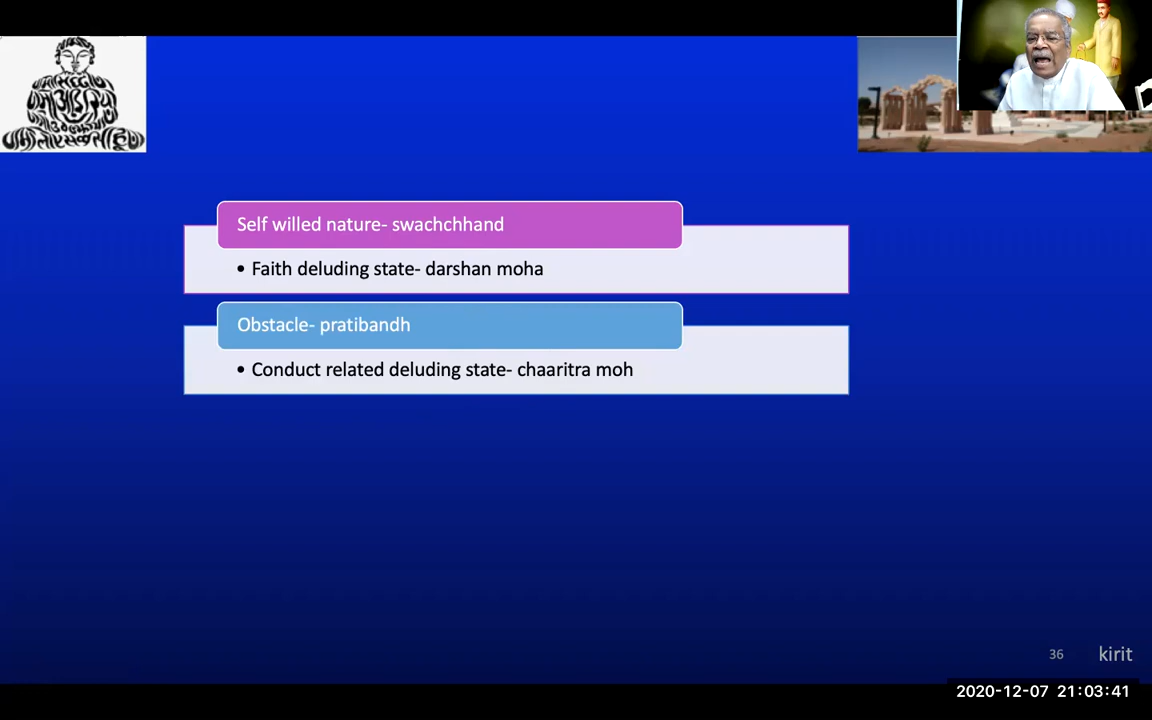 Self willed nature- swachchhand
• Faith deluding state- darshan moha
Obstacle- pratibandh
• Conduct related deluding state- chaaritra moh
36
kirit
2020-12-07 21:03:41